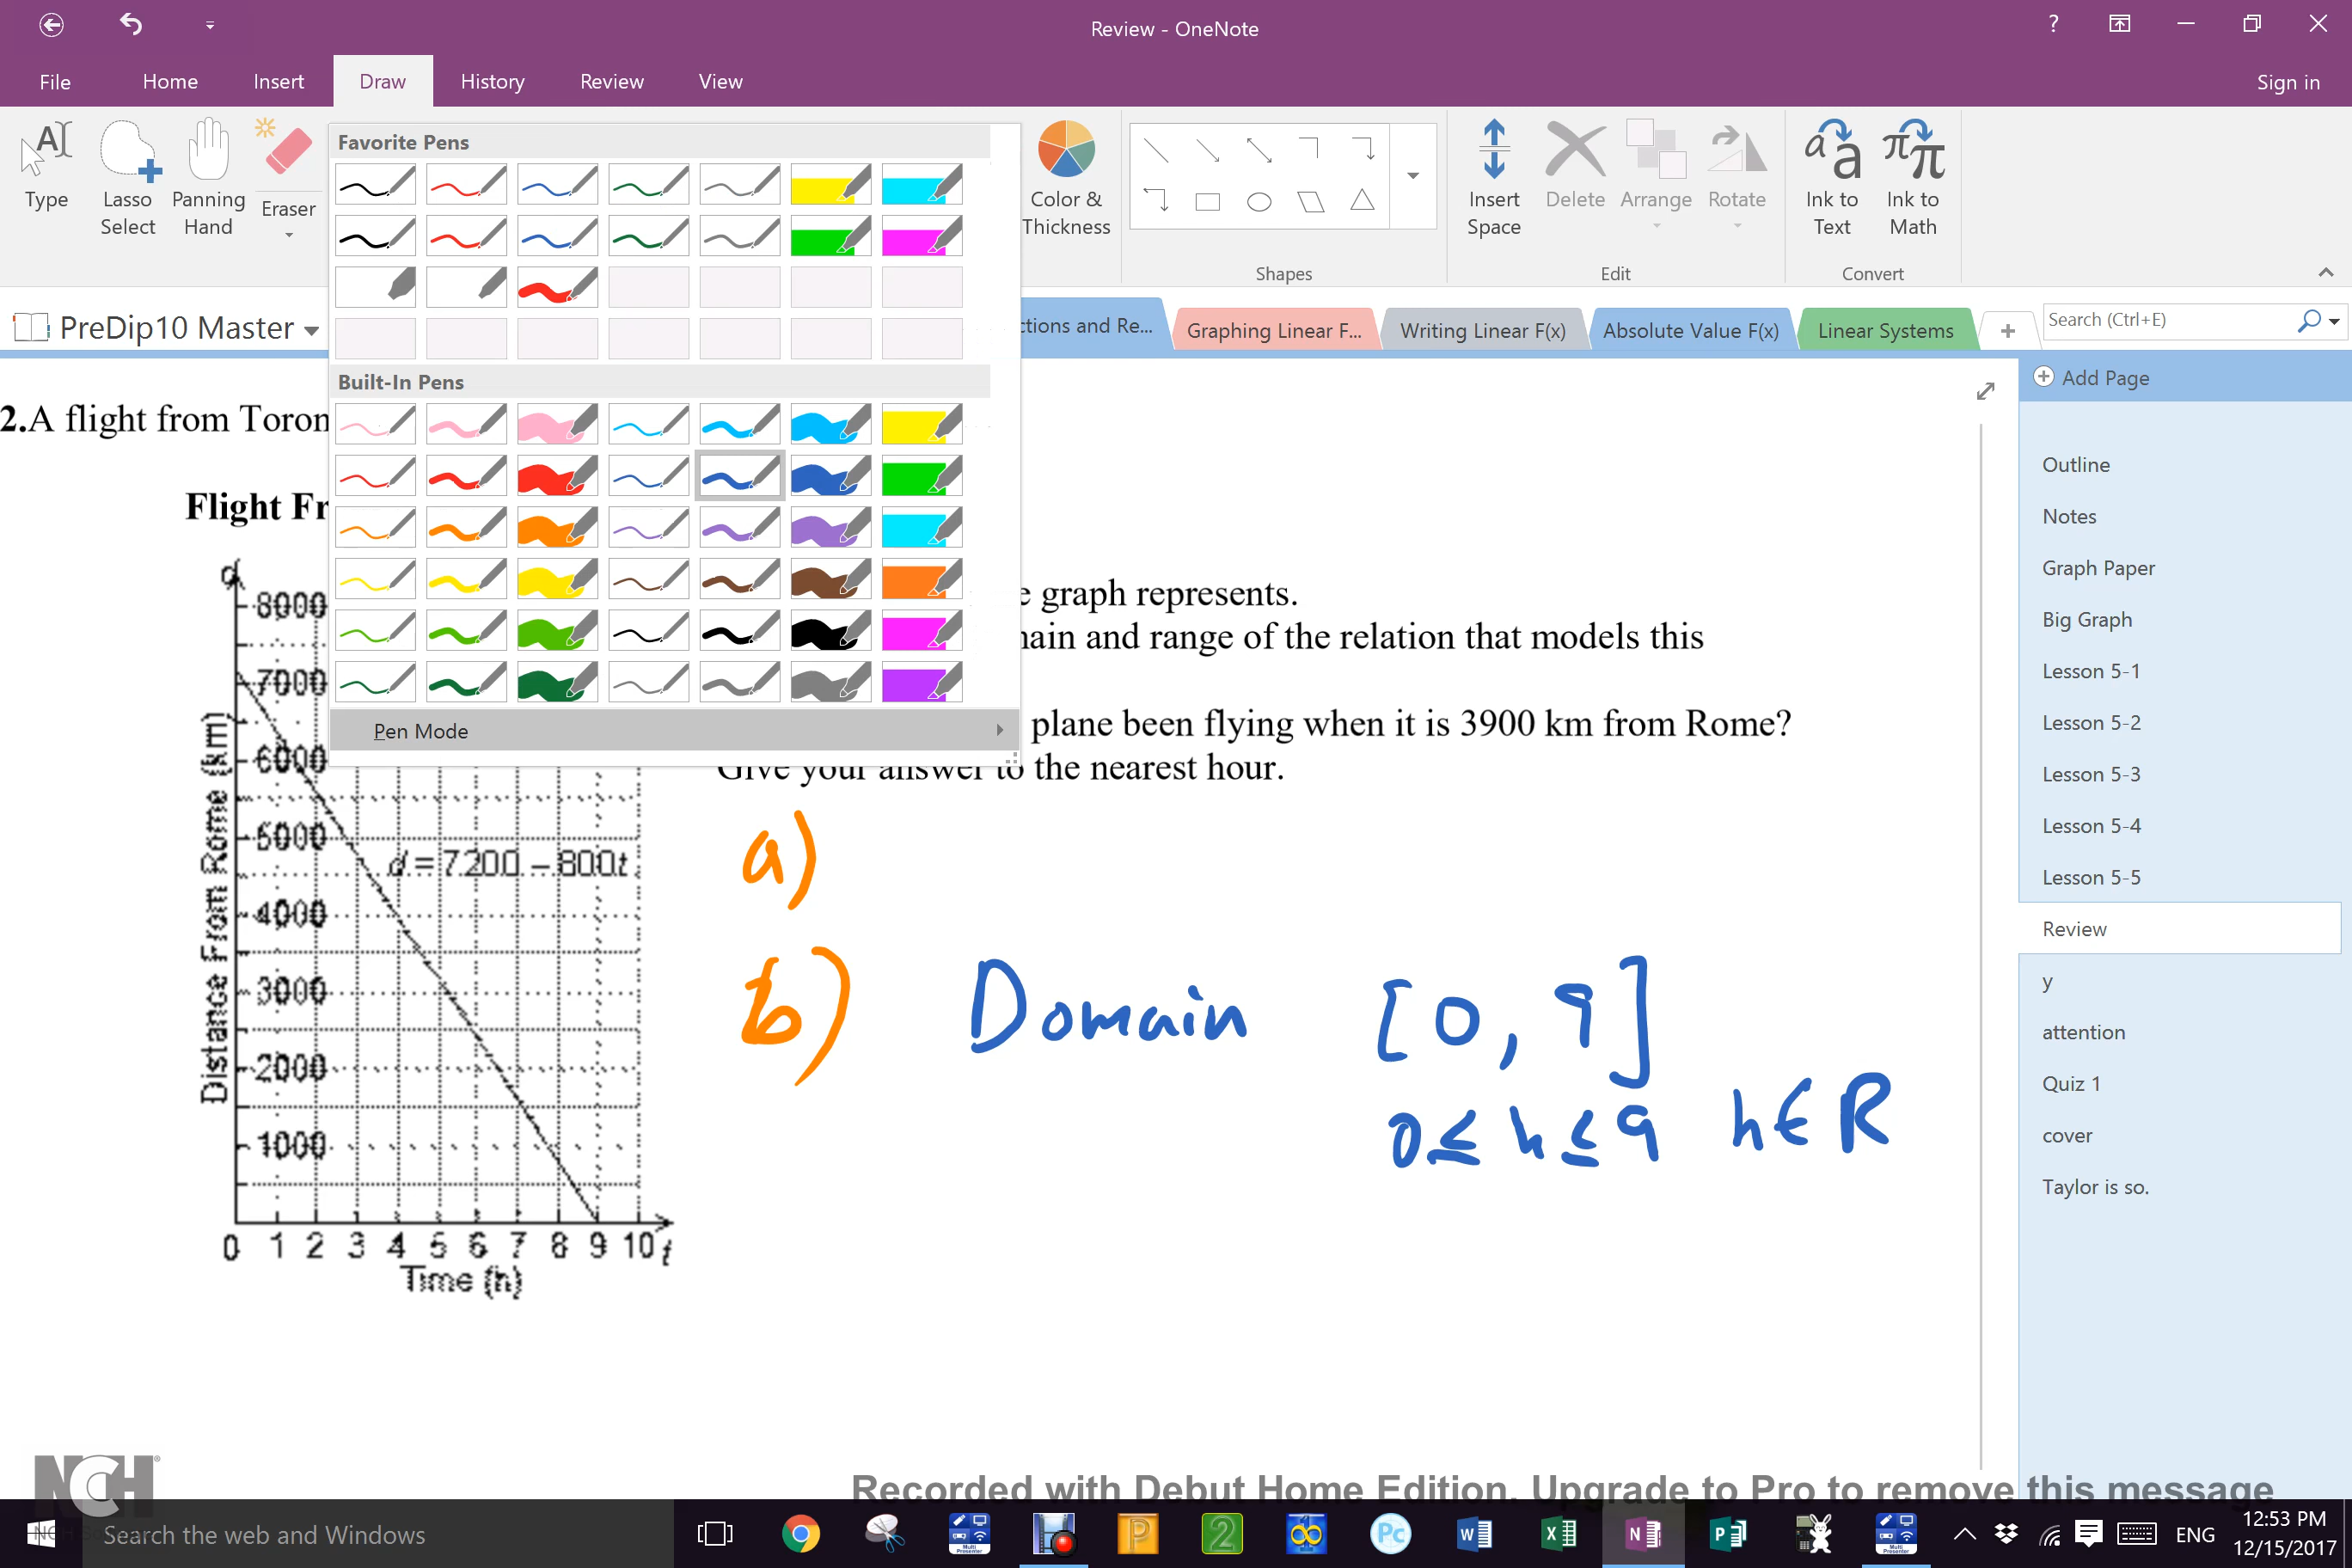 Review - OneNote
?
File Home Insert Draw History Review View Sign in
Type
Lasso Select
Panning Hand
Eraser
Favorite Pens
Built-In Pens
Pen Mode
Color & Thickness
Shapes
Insert Space
Delete
Arrange
Rotate
Edit
Ink to Text
Ink to Math
Convert
PreDip10 Master
ctions and Re...
Graphing Linear F...
Writing Linear F(x)
Absolute Value F(x)
Linear Systems
Search (Ctrl+E)
Add Page
Outline
Notes
Graph Paper
Big Graph
Lesson 5-1
Lesson 5-2
Lesson 5-3
Lesson 5-4
Lesson 5-5
Review
y
attention
Quiz 1
cover
Taylor is so.
2.A flight from Toron
Flight Fr
e graph represents.
ain and range of the relation that models this
plane been flying when it is 3900 km from Rome?
Give your answer to the nearest hour.
d
8000
7000
6000
5000
4000
3000
2000
1000
Distance From Rome (km)
d = 7200 – 800t
0 1 2 3 4 5 6 7 8 9 10 t
Time (h)
a)
b) Domain [0, 9]
0 ≤ h ≤ 9 h ∈ R
NCH
Recorded with Debut Home Edition. Upgrade to Pro to remove this message
Search the web and Windows
ENG
12:53 PM
12/15/2017